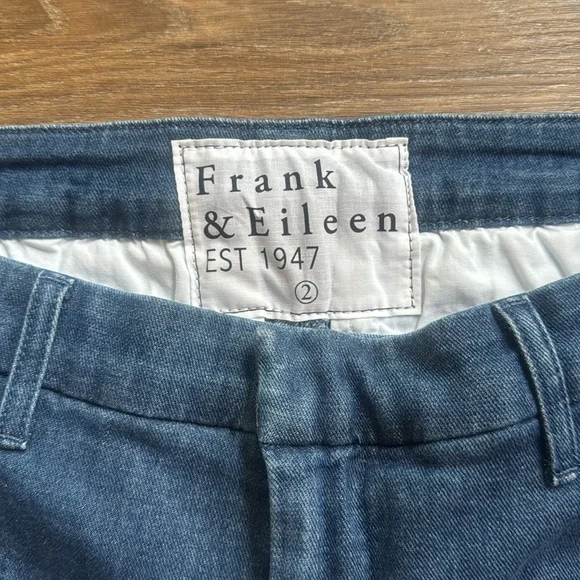 Frank
& Eileen
EST 1947
2